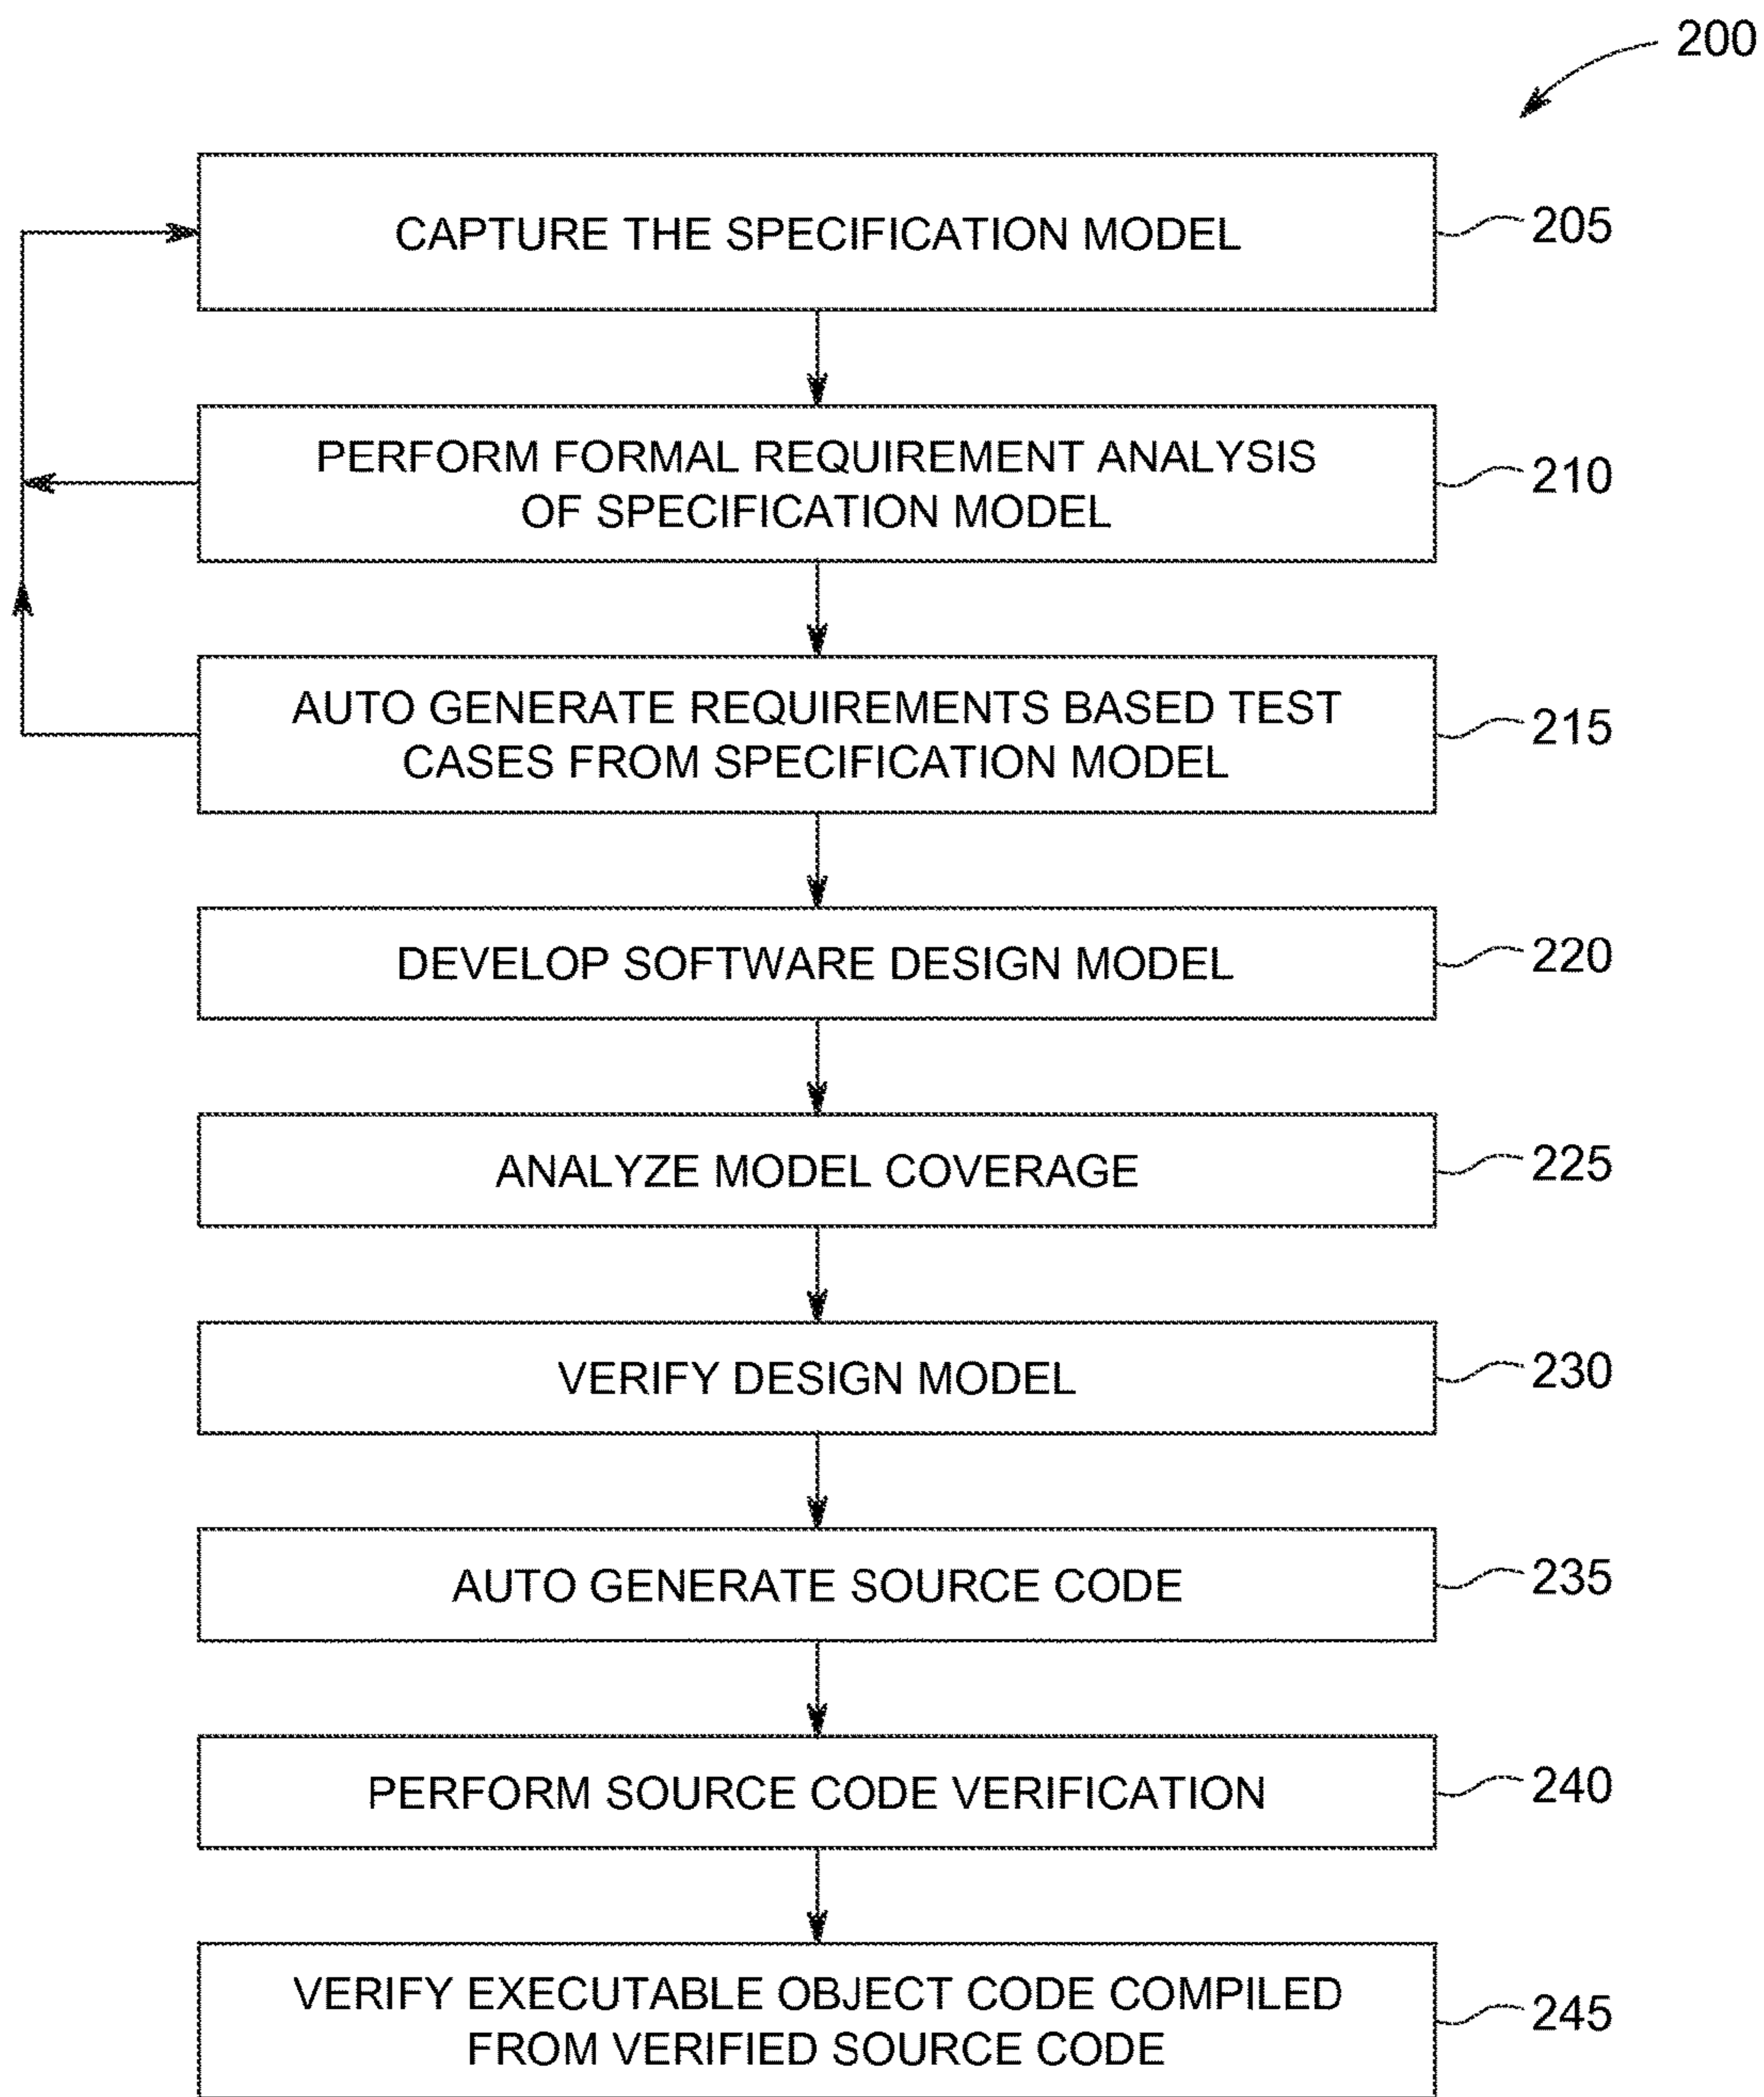 200
CAPTURE THE SPECIFICATION MODEL
205
PERFORM FORMAL REQUIREMENT ANALYSIS
OF SPECIFICATION MODEL
210
AUTO GENERATE REQUIREMENTS BASED TEST
CASES FROM SPECIFICATION MODEL
215
DEVELOP SOFTWARE DESIGN MODEL
220
ANALYZE MODEL COVERAGE
225
VERIFY DESIGN MODEL
230
AUTO GENERATE SOURCE CODE
235
PERFORM SOURCE CODE VERIFICATION
240
VERIFY EXECUTABLE OBJECT CODE COMPILED
FROM VERIFIED SOURCE CODE
245